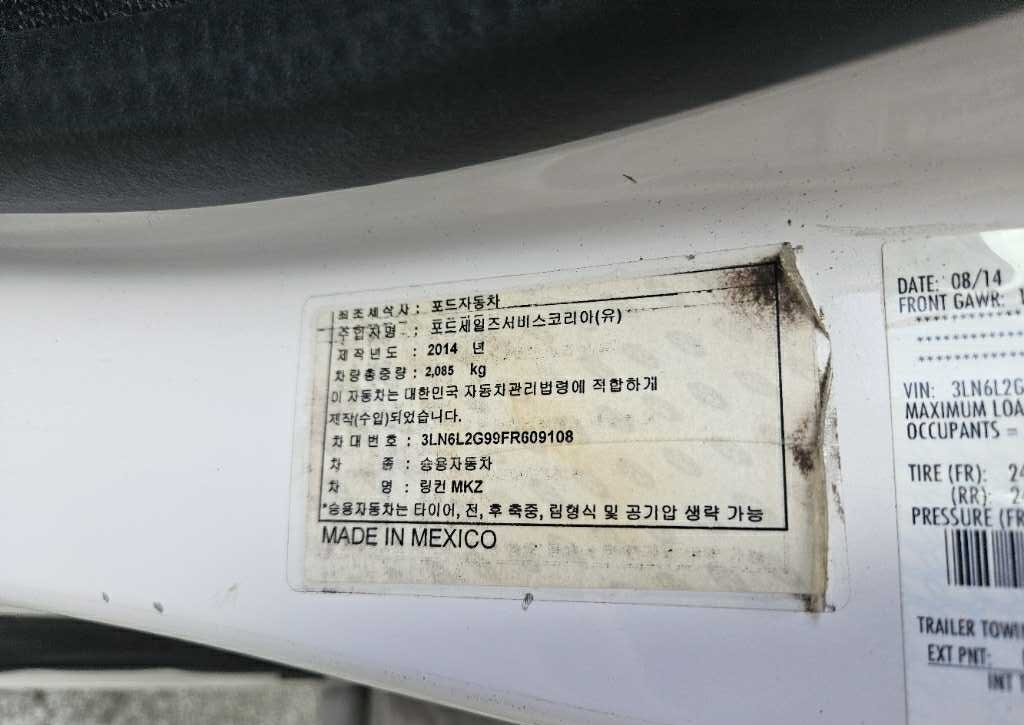 최초제작사 : 포드자동차
수입자명 : 포드세일즈서비스코리아(유)
제작년도 : 2014 년
차량총중량 : 2,085 kg
이 자동차는 대한민국 자동차관리법령에 적합하게
제작(수입)되었습니다.
차대번호 : 3LN6L2G99FR609108
차 종 : 승용자동차
차 명 : 링컨 MKZ
*승용자동차는 타이어, 전, 후 축중, 림형식 및 공기압 생략 가능
MADE IN MEXICO
DATE: 08/14
FRONT GAWR: 1
VIN: 3LN6L2G
MAXIMUM LOA
OCCUPANTS =
TIRE (FR): 24
(RR): 24
PRESSURE (FR
TRAILER TOWIN
EXT PNT:
INT